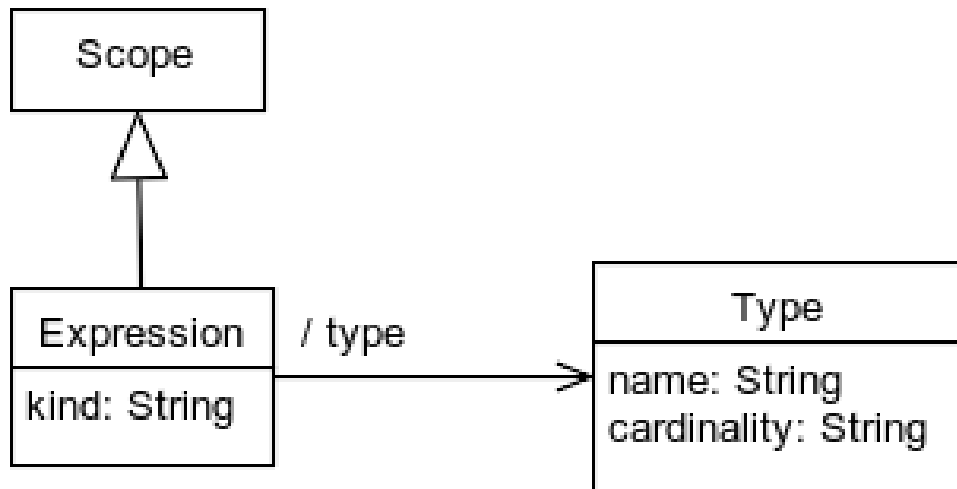 Scope
Expression
kind: String
/ type
Type
name: String
cardinality: String